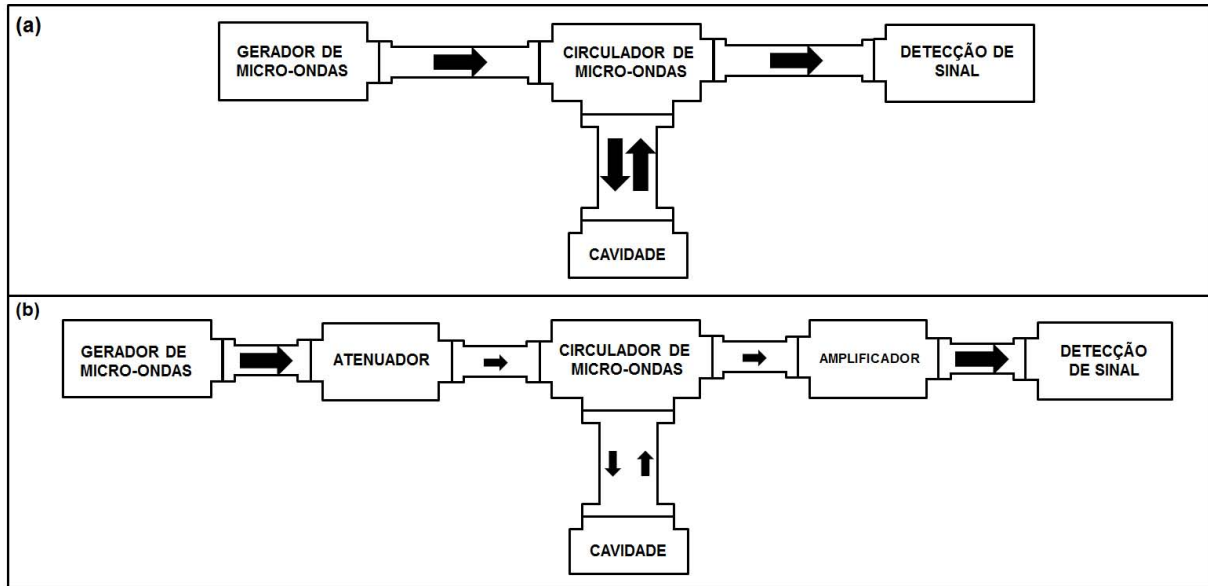 (a)
GERADOR DE
MICRO-ONDAS
CIRCULADOR DE
MICRO-ONDAS
DETECÇÃO DE
SINAL
CAVIDADE
(b)
GERADOR DE
MICRO-ONDAS
ATENUADOR
CIRCULADOR DE
MICRO-ONDAS
AMPLIFICADOR
DETECÇÃO
DE SINAL
CAVIDADE